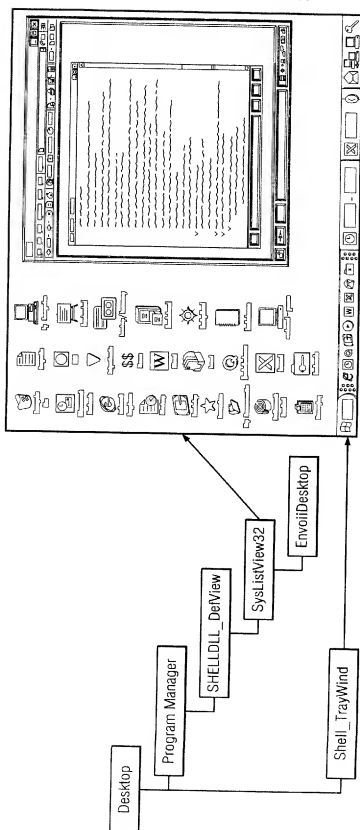 Desktop
Program Manager
SHELLDLL_DefView
SysListView32
EnvoiiDesktop
Shell_TrayWind
$$
W